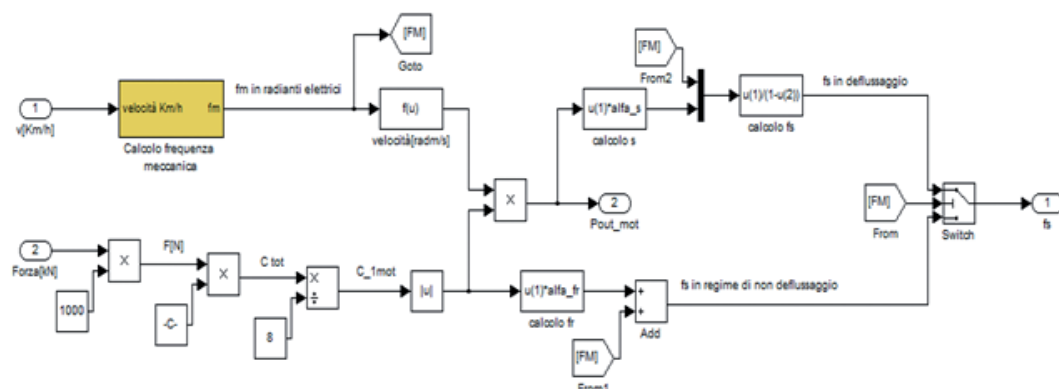 [FM]
Goto
[FM]
From2
1
v[Km/h]
velocità Km/h
fm
Calcolo frequenza
meccanica
fm in radianti elettrici
f(u)
velocità[radm/s]
u(1)*alfa_s
calcolo s
u(1)/(1-u(2))
calcolo fs
fs in deflussaggio
X
2
Pout_mot
[FM]
From
Switch
1
fs
2
Forza[kN]
1000
X
F[N]
-C-
X
C tot
8
X
÷
C_1mot
|u|
u(1)*alfa_fr
calcolo fr
+
+
Add
fs in regime di non deflussaggio
[FM]
From1